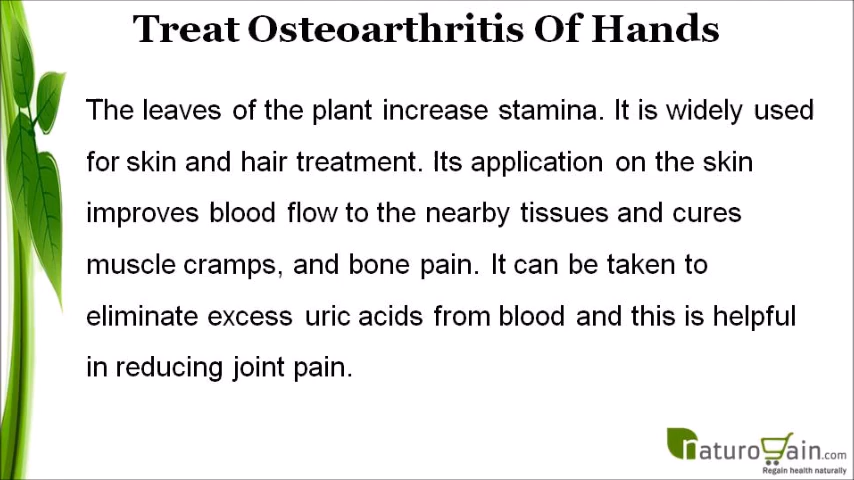 Treat Osteoarthritis Of Hands
The leaves of the plant increase stamina. It is widely used
for skin and hair treatment. Its application on the skin
improves blood flow to the nearby tissues and cures
muscle cramps, and bone pain. It can be taken to
eliminate excess uric acids from blood and this is helpful
in reducing joint pain.
naturogain.com
Regain health naturally